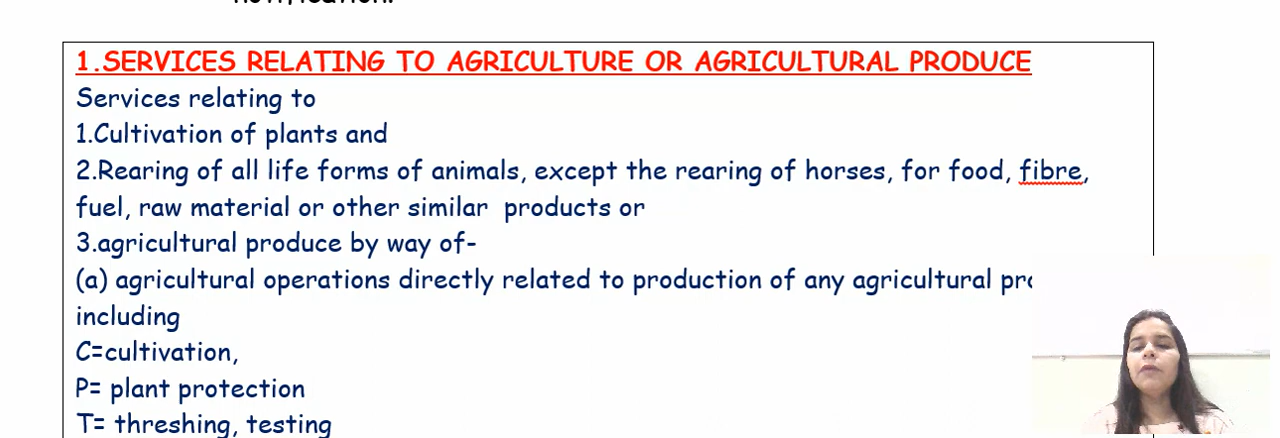 1.SERVICES RELATING TO AGRICULTURE OR AGRICULTURAL PRODUCE
Services relating to
1.Cultivation of plants and
2.Rearing of all life forms of animals, except the rearing of horses, for food, fibre,
fuel, raw material or other similar products or
3.agricultural produce by way of-
(a) agricultural operations directly related to production of any agricultural
including
C=cultivation,
P= plant protection
T= threshing, testing